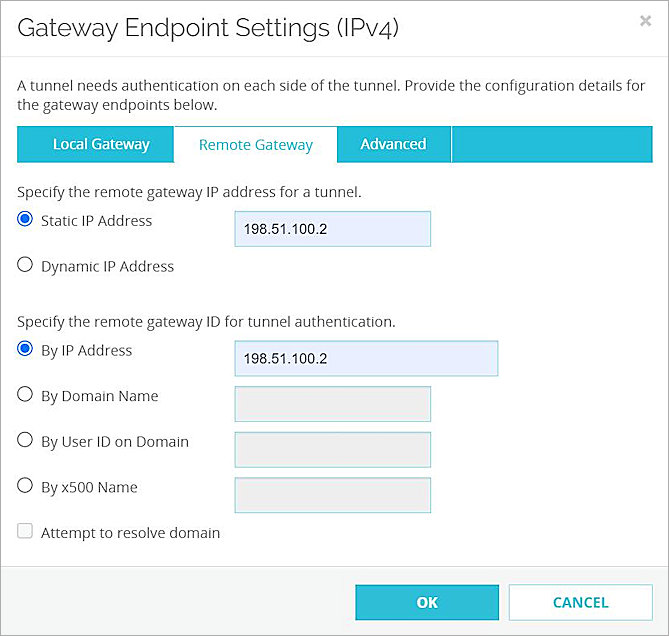 Gateway Endpoint Settings (IPv4)
×
A tunnel needs authentication on each side of the tunnel. Provide the configuration details for
the gateway endpoints below.
Local Gateway
Remote Gateway
Advanced
Specify the remote gateway IP address for a tunnel.
Static IP Address
198.51.100.2
Dynamic IP Address
Specify the remote gateway ID for tunnel authentication.
By IP Address
198.51.100.2
By Domain Name
By User ID on Domain
By x500 Name
Attempt to resolve domain
OK
CANCEL